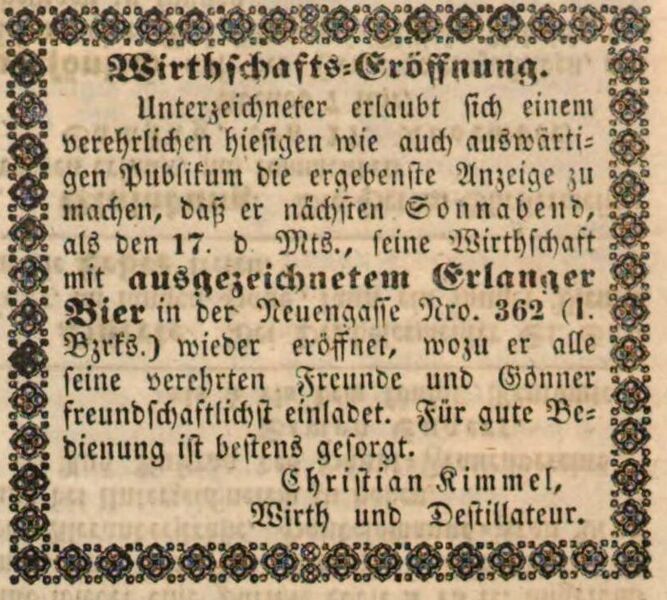 Wirthschafts-Eröffnung.
Unterzeichneter erlaubt sich einem
verehrlichen hiesigen wie auch auswärti-
gen Publikum die ergebenste Anzeige zu
machen, daß er nächsten Sonnabend,
als den 17. d Mts., seine Wirthschaft
mit ausgezeichnetem Erlanger
Bier in der Neuengasse Nro. 362 (I.
Bzrks.) wieder eröffnet, wozu er alle
seine verehrten Freunde und Gönner
freundschaftlichst einladet. Für gute Be-
dienung ist bestens gesorgt.
Christian Kimmel,
Wirth und Destillateur.